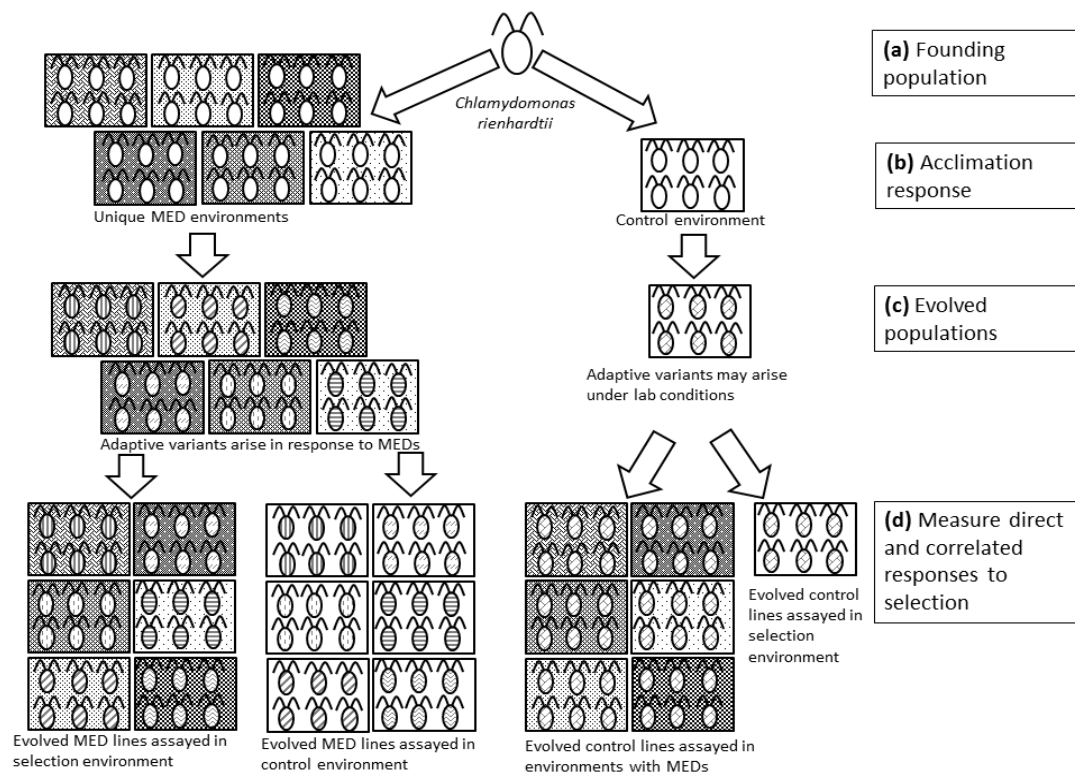 Chlamydomonas
rienhardtii
(a) Founding
population
Unique MED environments
Control environment
(b) Acclimation
response
Adaptive variants arise in response to MEDs
Adaptive variants may arise
under lab conditions
(c) Evolved
populations
Evolved MED lines assayed in
selection environment
Evolved MED lines assayed in
control environment
Evolved control lines assayed in
environments with MEDs
Evolved control
lines assayed in
selection
environment
(d) Measure direct
and correlated
responses to
selection